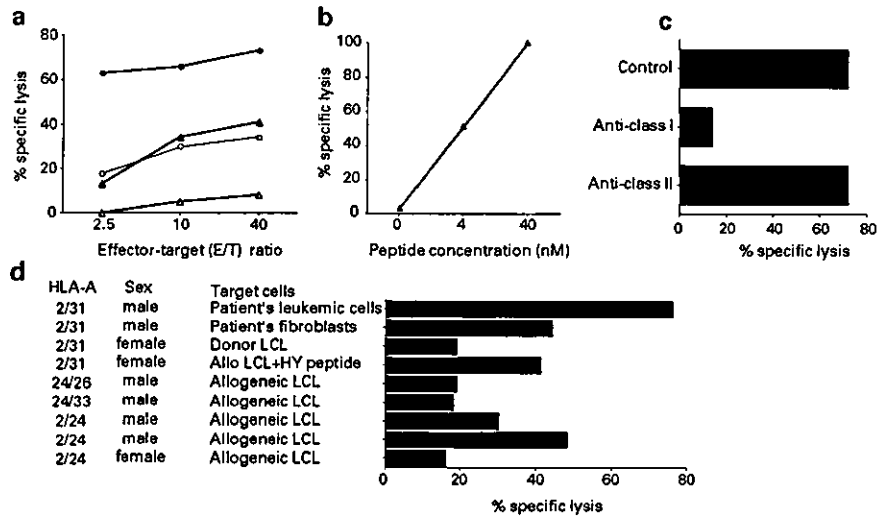 a
% specific lysis
80
60
40
20
0
2.5 10 40
Effector-target (E/T) ratio
b
% specific lysis
100
80
60
40
20
0
0 4 40
Peptide concentration (nM)
c
Control
Anti-class I
Anti-class II
0 20 40 60 80
% specific lysis
d
HLA-A Sex Target cells
2/31 male Patient's leukemic cells
2/31 male Patient's fibroblasts
2/31 female Donor LCL
2/31 female Allo LCL+HY peptide
24/26 male Allogeneic LCL
24/33 male Allogeneic LCL
2/24 male Allogeneic LCL
2/24 male Allogeneic LCL
2/24 female Allogeneic LCL
0 20 40 60 80
% specific lysis